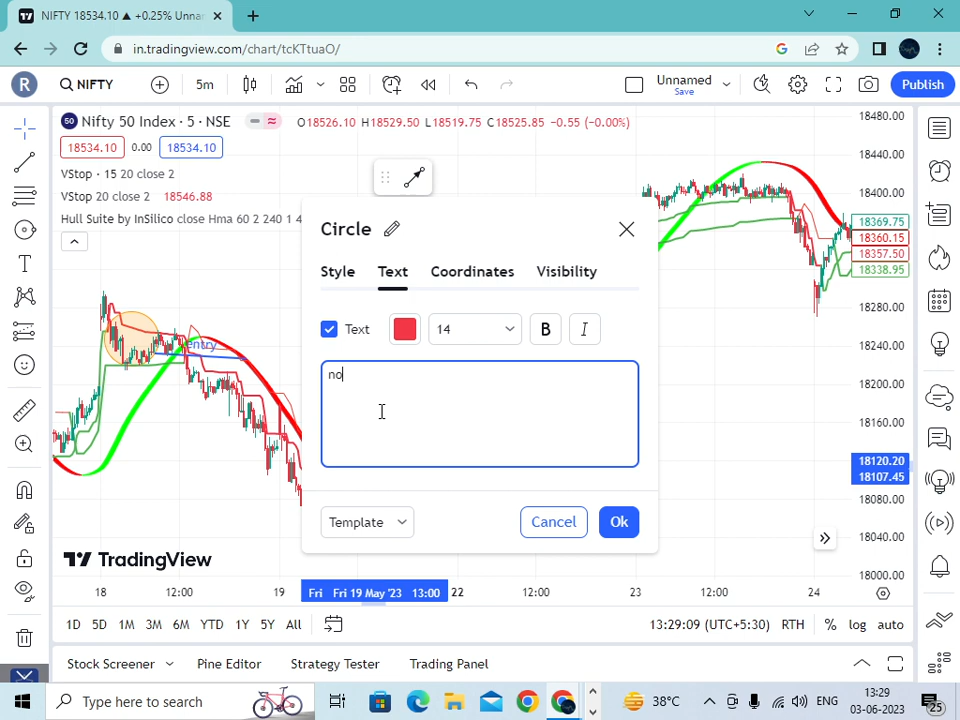 NIFTY 18534.10 ▲ +0.25% Unnar
in.tradingview.com/chart/tcKTtuaO/
R
NIFTY
5m
Unnamed
Save
Publish
50
Nifty 50 Index · 5 · NSE
O18526.10 H18529.50 L18519.75 C18525.85 −0.55 (−0.00%)
18534.10
0.00
18534.10
VStop · 15 20 close 2
VStop 20 close 2 18546.88
Hull Suite by InSilico close Hma 60 2 240 1 4
entry
Circle
Style
Text
Coordinates
Visibility
Text
14
B
I
no
Template
Cancel
Ok
18480.00
18440.00
18400.00
18369.75
18360.15
18357.50
18338.95
18280.00
18240.00
18200.00
18160.00
18120.20
18107.45
18080.00
18040.00
18000.00
TradingView
18
12:00
19
Fri
Fri 19 May '23 13:00
22
12:00
23
12:00
24
1D 5D 1M 3M 6M YTD 1Y 5Y All
13:29:09 (UTC+5:30)
RTH
%
log
auto
Stock Screener
Pine Editor
Strategy Tester
Trading Panel
Type here to search
38°C
ENG
13:29
03-06-2023
25